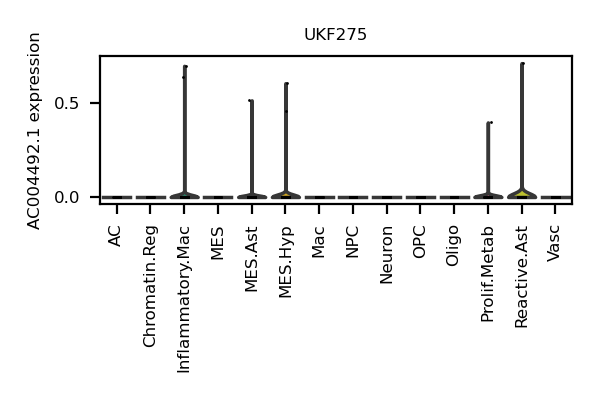 UKF275
AC004492.1 expression
0.5
0.0
AC
Chromatin.Reg
Inflammatory.Mac
MES
MES.Ast
MES.Hyp
Mac
NPC
Neuron
OPC
Oligo
Prolif.Metab
Reactive.Ast
Vasc